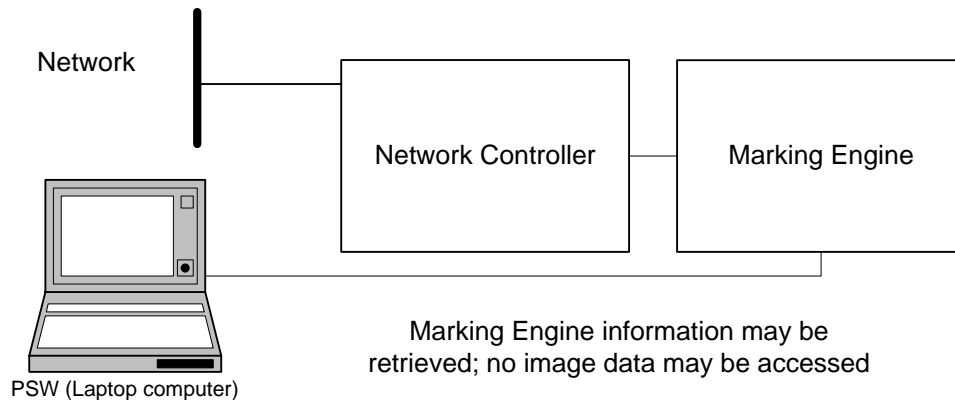 Network
Network Controller
Marking Engine
Marking Engine information may be
retrieved; no image data may be accessed
PSW (Laptop computer)